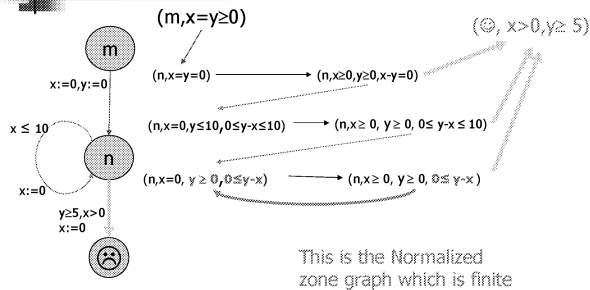 (m,x=y≥0)
(☺, x>0,y≥ 5)
m
(n,x=y=0)
(n,x≥0,y≥0,x-y=0)
x:=0,y:=0
x ≤ 10
(n,x=0,y≤10,0≤y-x≤10)
(n,x≥ 0, y≥ 0, 0≤ y-x ≤ 10)
n
(n,x=0, y ≥ 0,0≤y-x)
(n,x≥ 0, y≥ 0, 0≤ y-x )
x:=0
y≥5,x>0
x:=0
This is the Normalized
zone graph which is finite